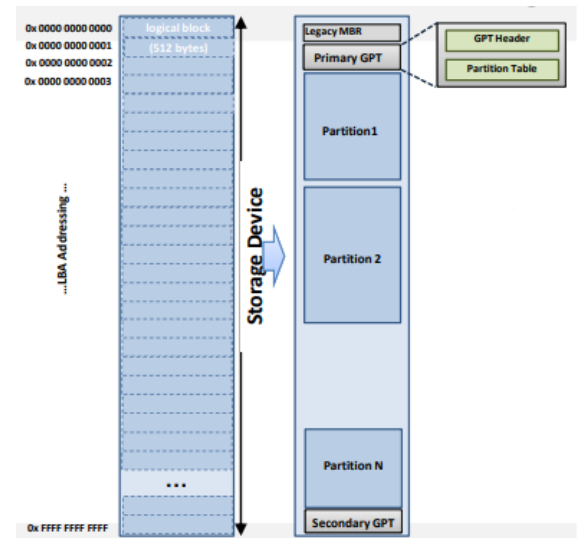 0x 0000 0000 0000
0x 0000 0000 0001
0x 0000 0000 0002
0x 0000 0000 0003
...LBA Addressing ...
0x FFFF FFFF FFFF
logical block
(512 bytes)
...
Storage Device
Legacy MBR
Primary GPT
Partition1
Partition 2
Partition N
Secondary GPT
GPT Header
Partition Table